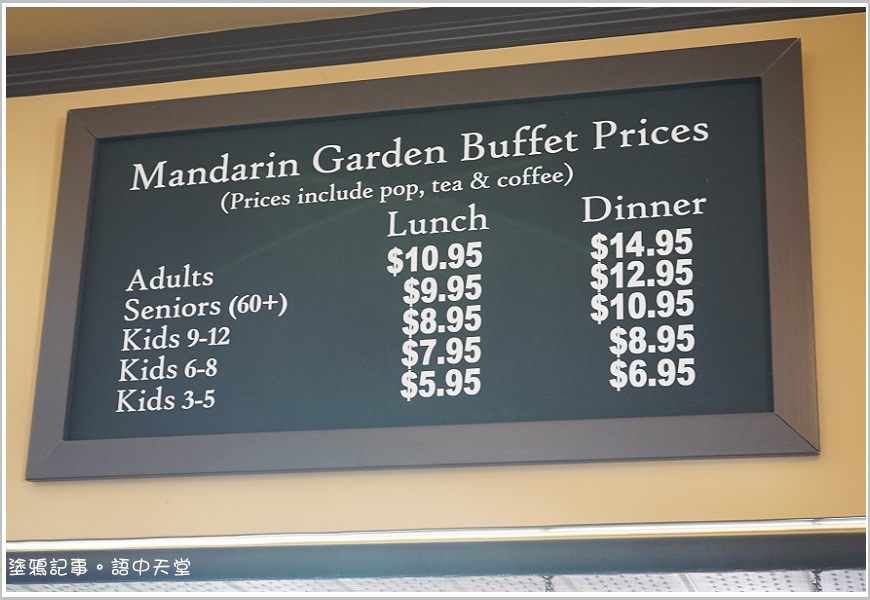 Mandarin Garden Buffet Prices
(Prices include pop, tea & coffee)
Lunch Dinner
Adults $10.95 $14.95
Seniors (60+) $9.95 $12.95
Kids 9-12 $8.95 $10.95
Kids 6-8 $7.95 $8.95
Kids 3-5 $5.95 $6.95
塗鴉記事。語中天堂